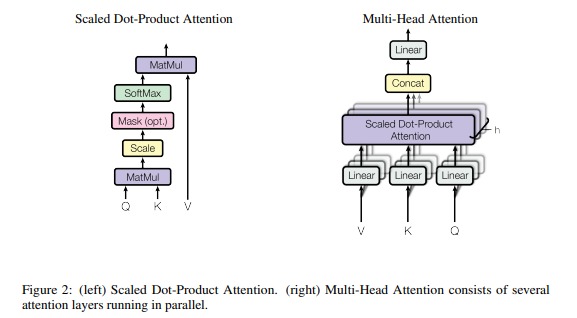 Scaled Dot-Product Attention
MatMul
SoftMax
Mask (opt.)
Scale
MatMul
Q K V
Multi-Head Attention
Linear
Concat
Scaled Dot-Product
Attention
h
Linear Linear Linear
V K Q
Figure 2: (left) Scaled Dot-Product Attention. (right) Multi-Head Attention consists of several
attention layers running in parallel.